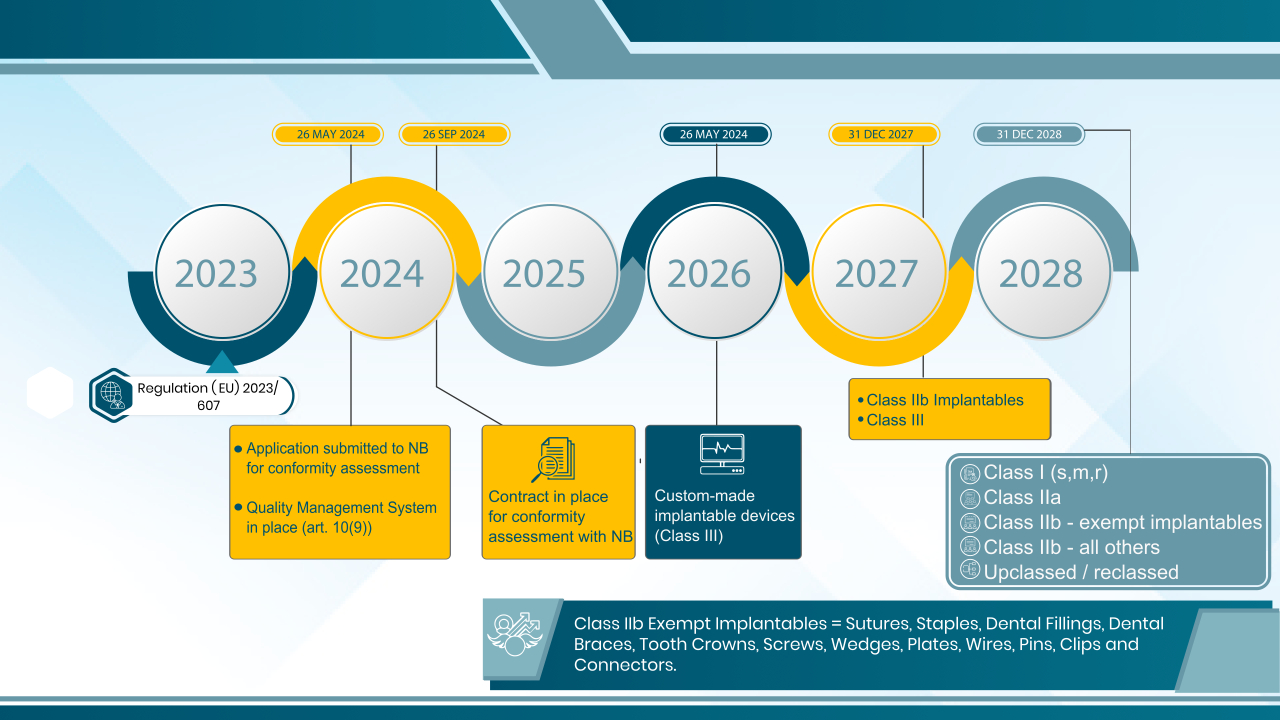 26 MAY 2024
26 SEP 2024
26 MAY 2024
31 DEC 2027
31 DEC 2028
2023
2024
2025
2026
2027
2028
Regulation ( EU) 2023/
607
Application submitted to NB
for conformity assessment
Quality Management System
in place (art. 10(9))
Contract in place
for conformity
assessment with NB
Custom-made
implantable devices
(Class III)
Class IIb Implantables
Class III
Class I (s,m,r)
Class IIa
Class IIb - exempt implantables
Class IIb - all others
Upclassed / reclassed
Class IIb Exempt Implantables = Sutures, Staples, Dental Fillings, Dental
Braces, Tooth Crowns, Screws, Wedges, Plates, Wires, Pins, Clips and
Connectors.